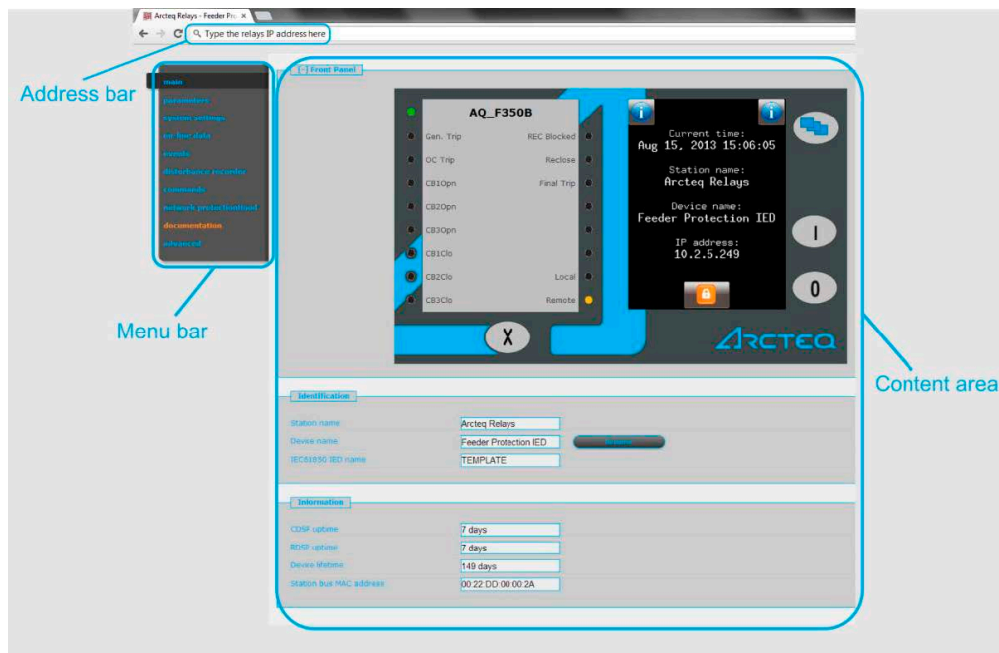 Arcteq Relays - Feeder Pro
Type the relays IP address here
Address bar
main
parameters
system settings
on-line data
events
disturbance recorder
commands
network protection
documentation
advanced
Menu bar
[-] Front Panel
AQ_F350B
Gen. Trip REC Blocked
OC Trip Reclose
CB1Opn Final Trip
CB2Opn
CB3Opn
CB1Clo
CB2Clo Local
CB3Clo Remote
X
Current time:
Aug 15, 2013 15:06:05
Station name:
Arcteq Relays
Device name:
Feeder Protection IED
IP address:
10.2.5.249
I
0
ARCTEQ
Content area
Identification
Station name Arcteq Relays
Device name Feeder Protection IED
IEC61850 IED name TEMPLATE
Information
CDSP uptime 7 days
RDSP uptime 7 days
Device lifetime 149 days
Station bus MAC address 00:22:DD:00:00:2A